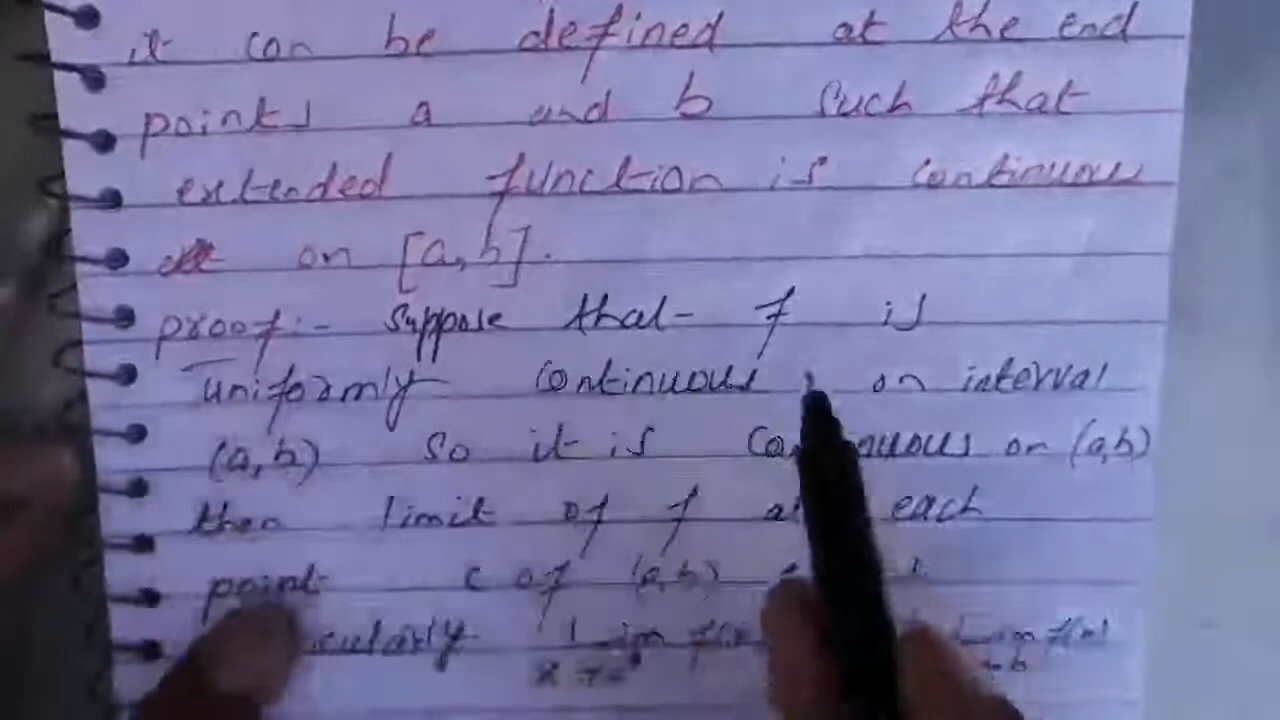 it can be defined at the end
points a and b such that
extended function is continuous
on [a,b].
proof:- suppose that f is
uniformly continuous on interval
(a,b) so it is on (a,b)
then limit of f each
point c of (a,b)
lim